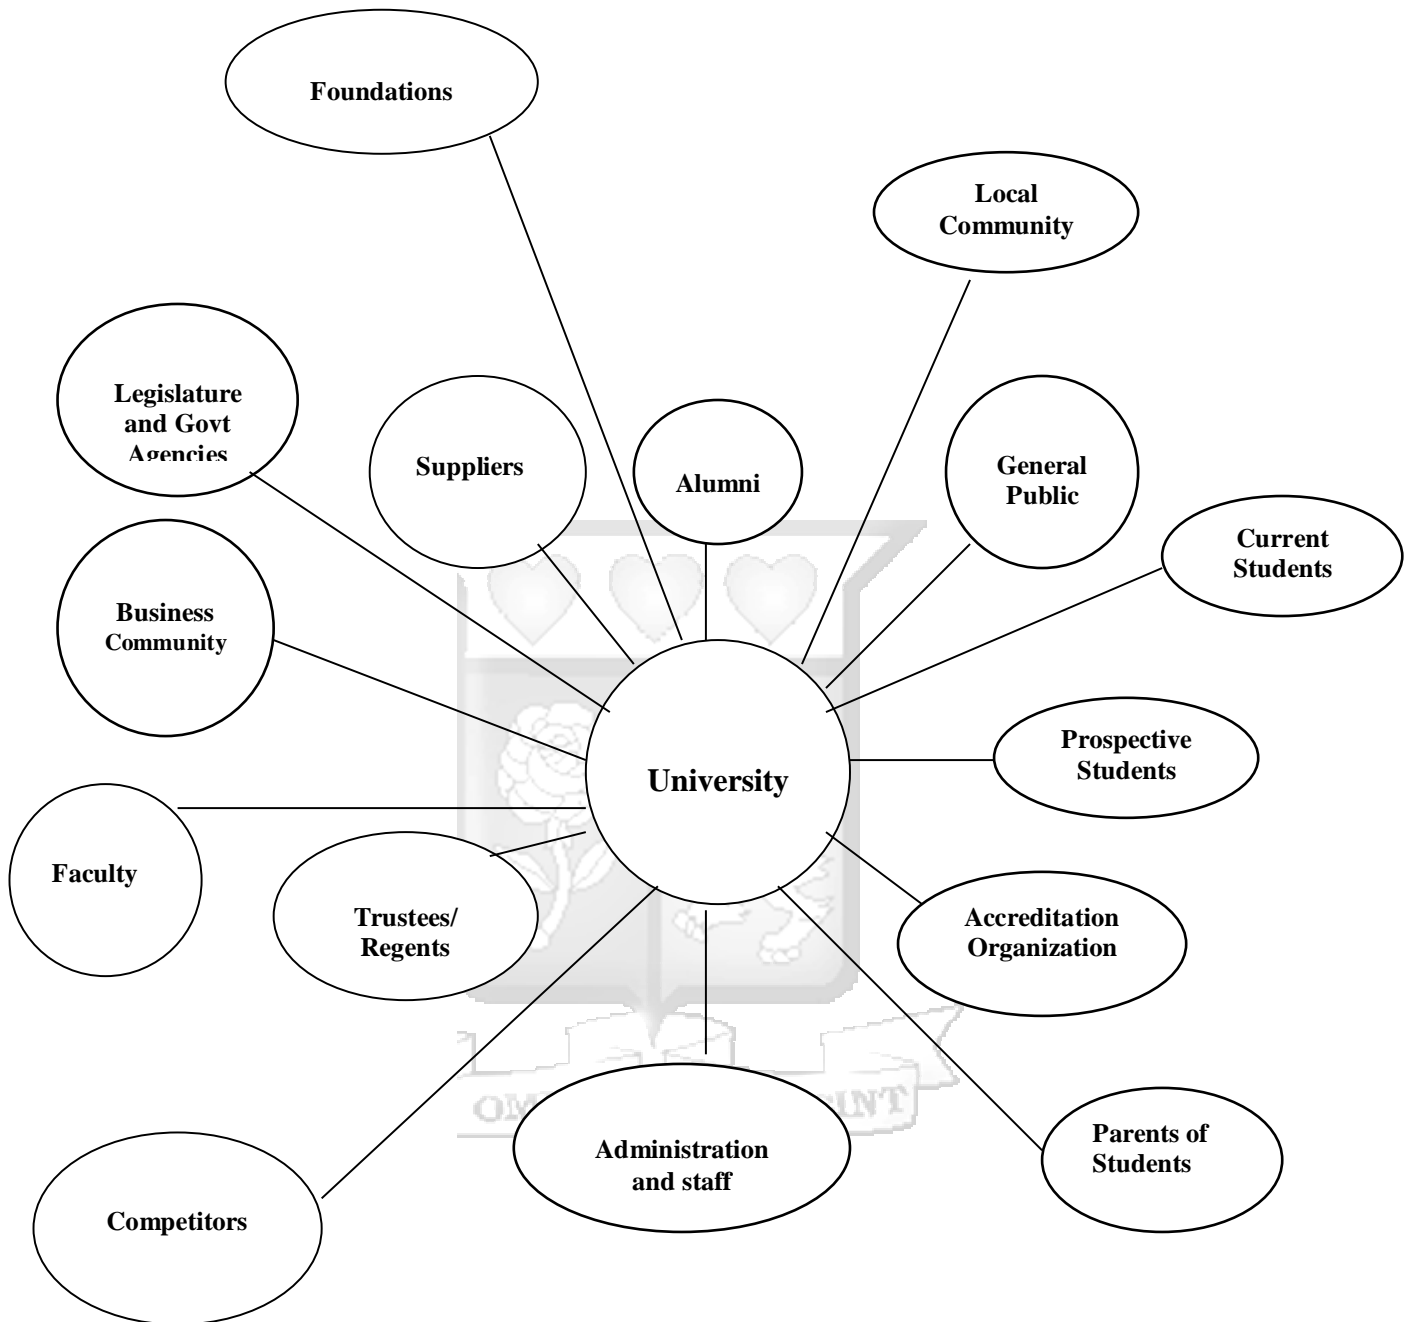 Foundations
Local
Community
Legislature
and Govt
Agencies
Suppliers
Alumni
General
Public
Current
Students
Business
Community
Prospective
Students
University
Faculty
Trustees/
Regents
Accreditation
Organization
Administration
and staff
Parents of
Students
Competitors